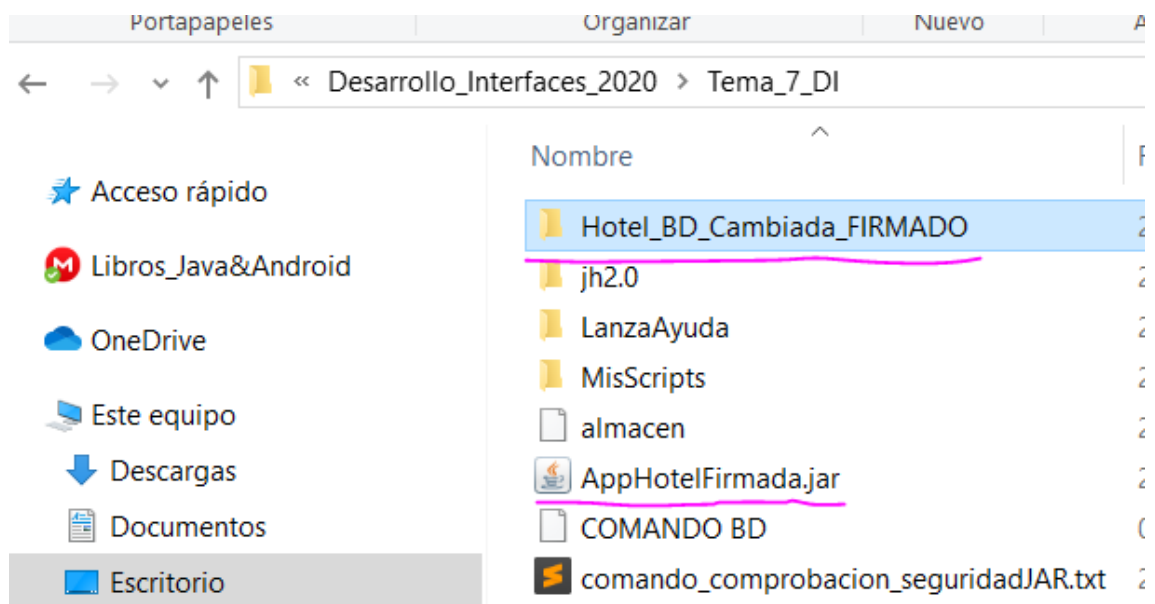 Portapapeles Organizar Nuevo
« Desarrollo_Interfaces_2020 > Tema_7_DI
Nombre
Acceso rápido
Libros_Java&Android
OneDrive
Este equipo
Descargas
Documentos
Escritorio
Hotel_BD_Cambiada_FIRMADO
jh2.0
LanzaAyuda
MisScripts
almacen
AppHotelFirmada.jar
COMANDO BD
comando_comprobacion_seguridadJAR.txt